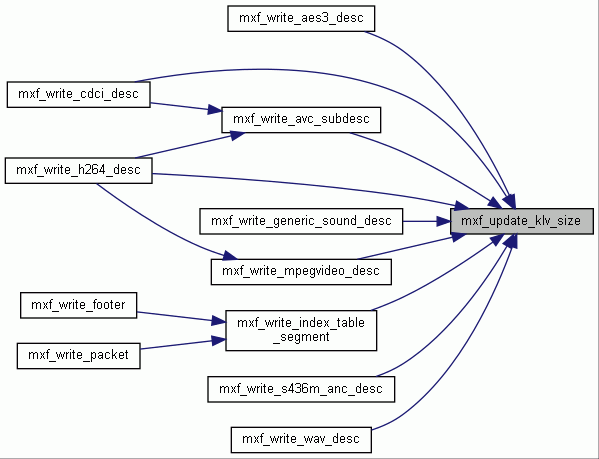 mxf_write_aes3_desc
mxf_write_cdci_desc
mxf_write_avc_subdesc
mxf_write_h264_desc
mxf_write_generic_sound_desc
mxf_update_klv_size
mxf_write_mpegvideo_desc
mxf_write_footer
mxf_write_index_table
_segment
mxf_write_packet
mxf_write_s436m_anc_desc
mxf_write_wav_desc